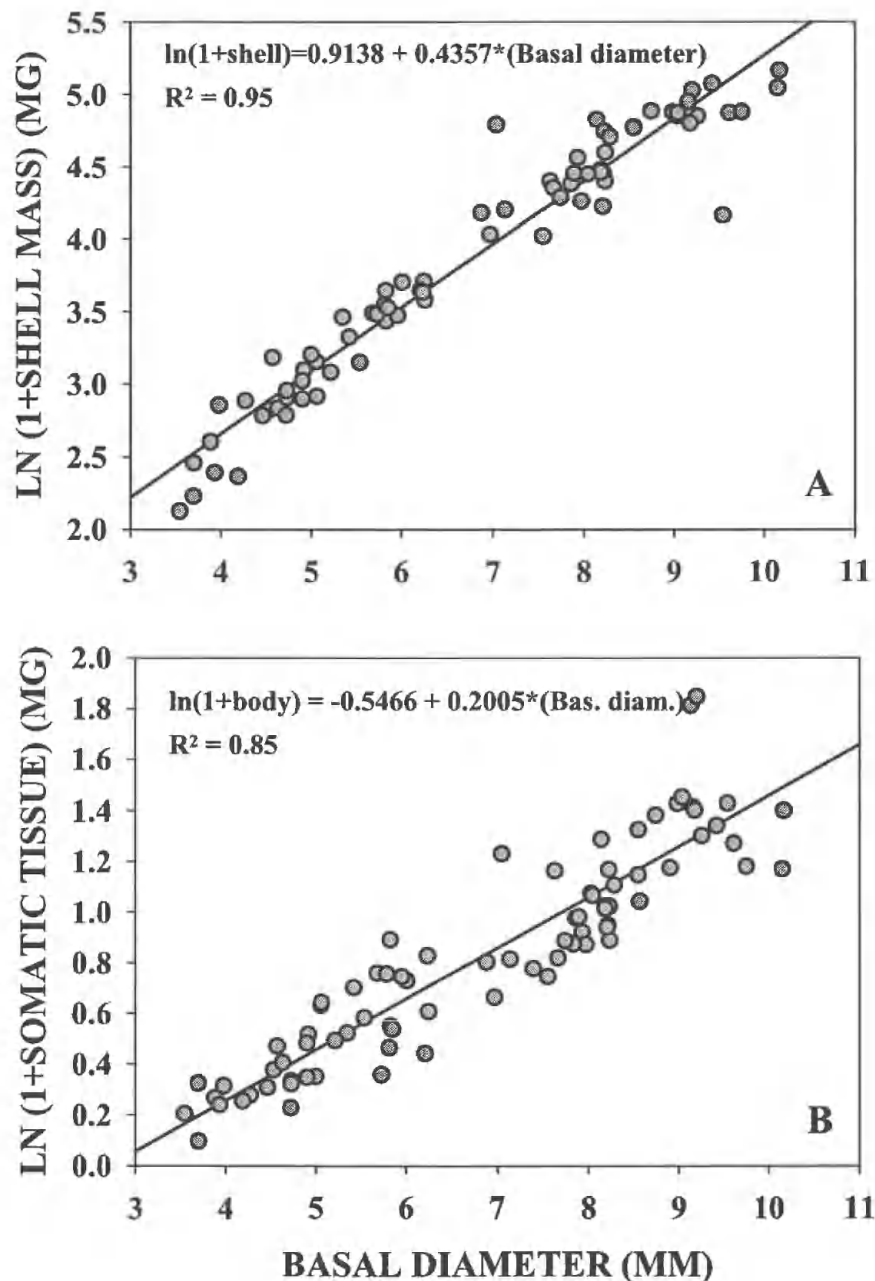 ln(1+shell)=0.9138 + 0.4357*(Basal diameter)
R² = 0.95
LN (1+SHELL MASS) (MG)
5.5
5.0
4.5
4.0
3.5
3.0
2.5
2.0
A
3 4 5 6 7 8 9 10 11
ln(1+body) = -0.5466 + 0.2005*(Bas. diam.)
R² = 0.85
LN (1+SOMATIC TISSUE) (MG)
2.0
1.8
1.6
1.4
1.2
1.0
0.8
0.6
0.4
0.2
0.0
B
3 4 5 6 7 8 9 10 11
BASAL DIAMETER (MM)